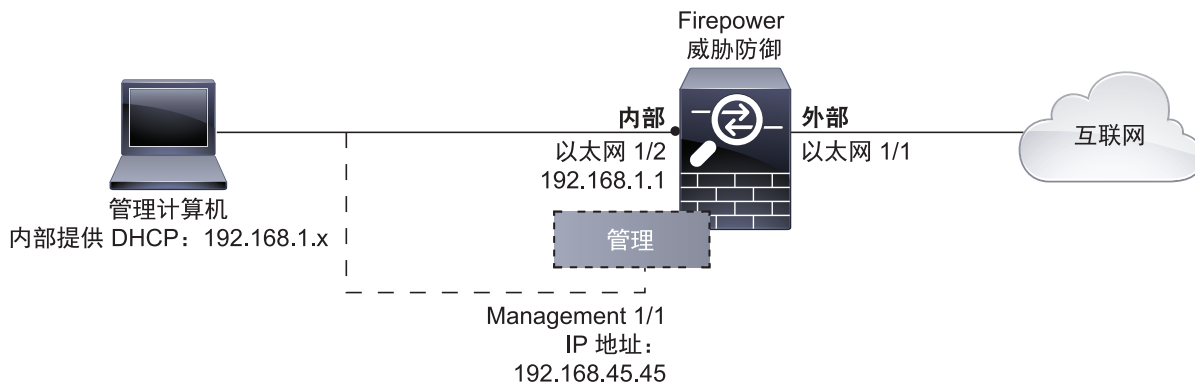 Firepower
威胁防御
内部
外部
以太网 1/2
以太网 1/1
192.168.1.1
互联网
管理计算机
内部提供 DHCP：192.168.1.x
管理
Management 1/1
IP 地址：
192.168.45.45